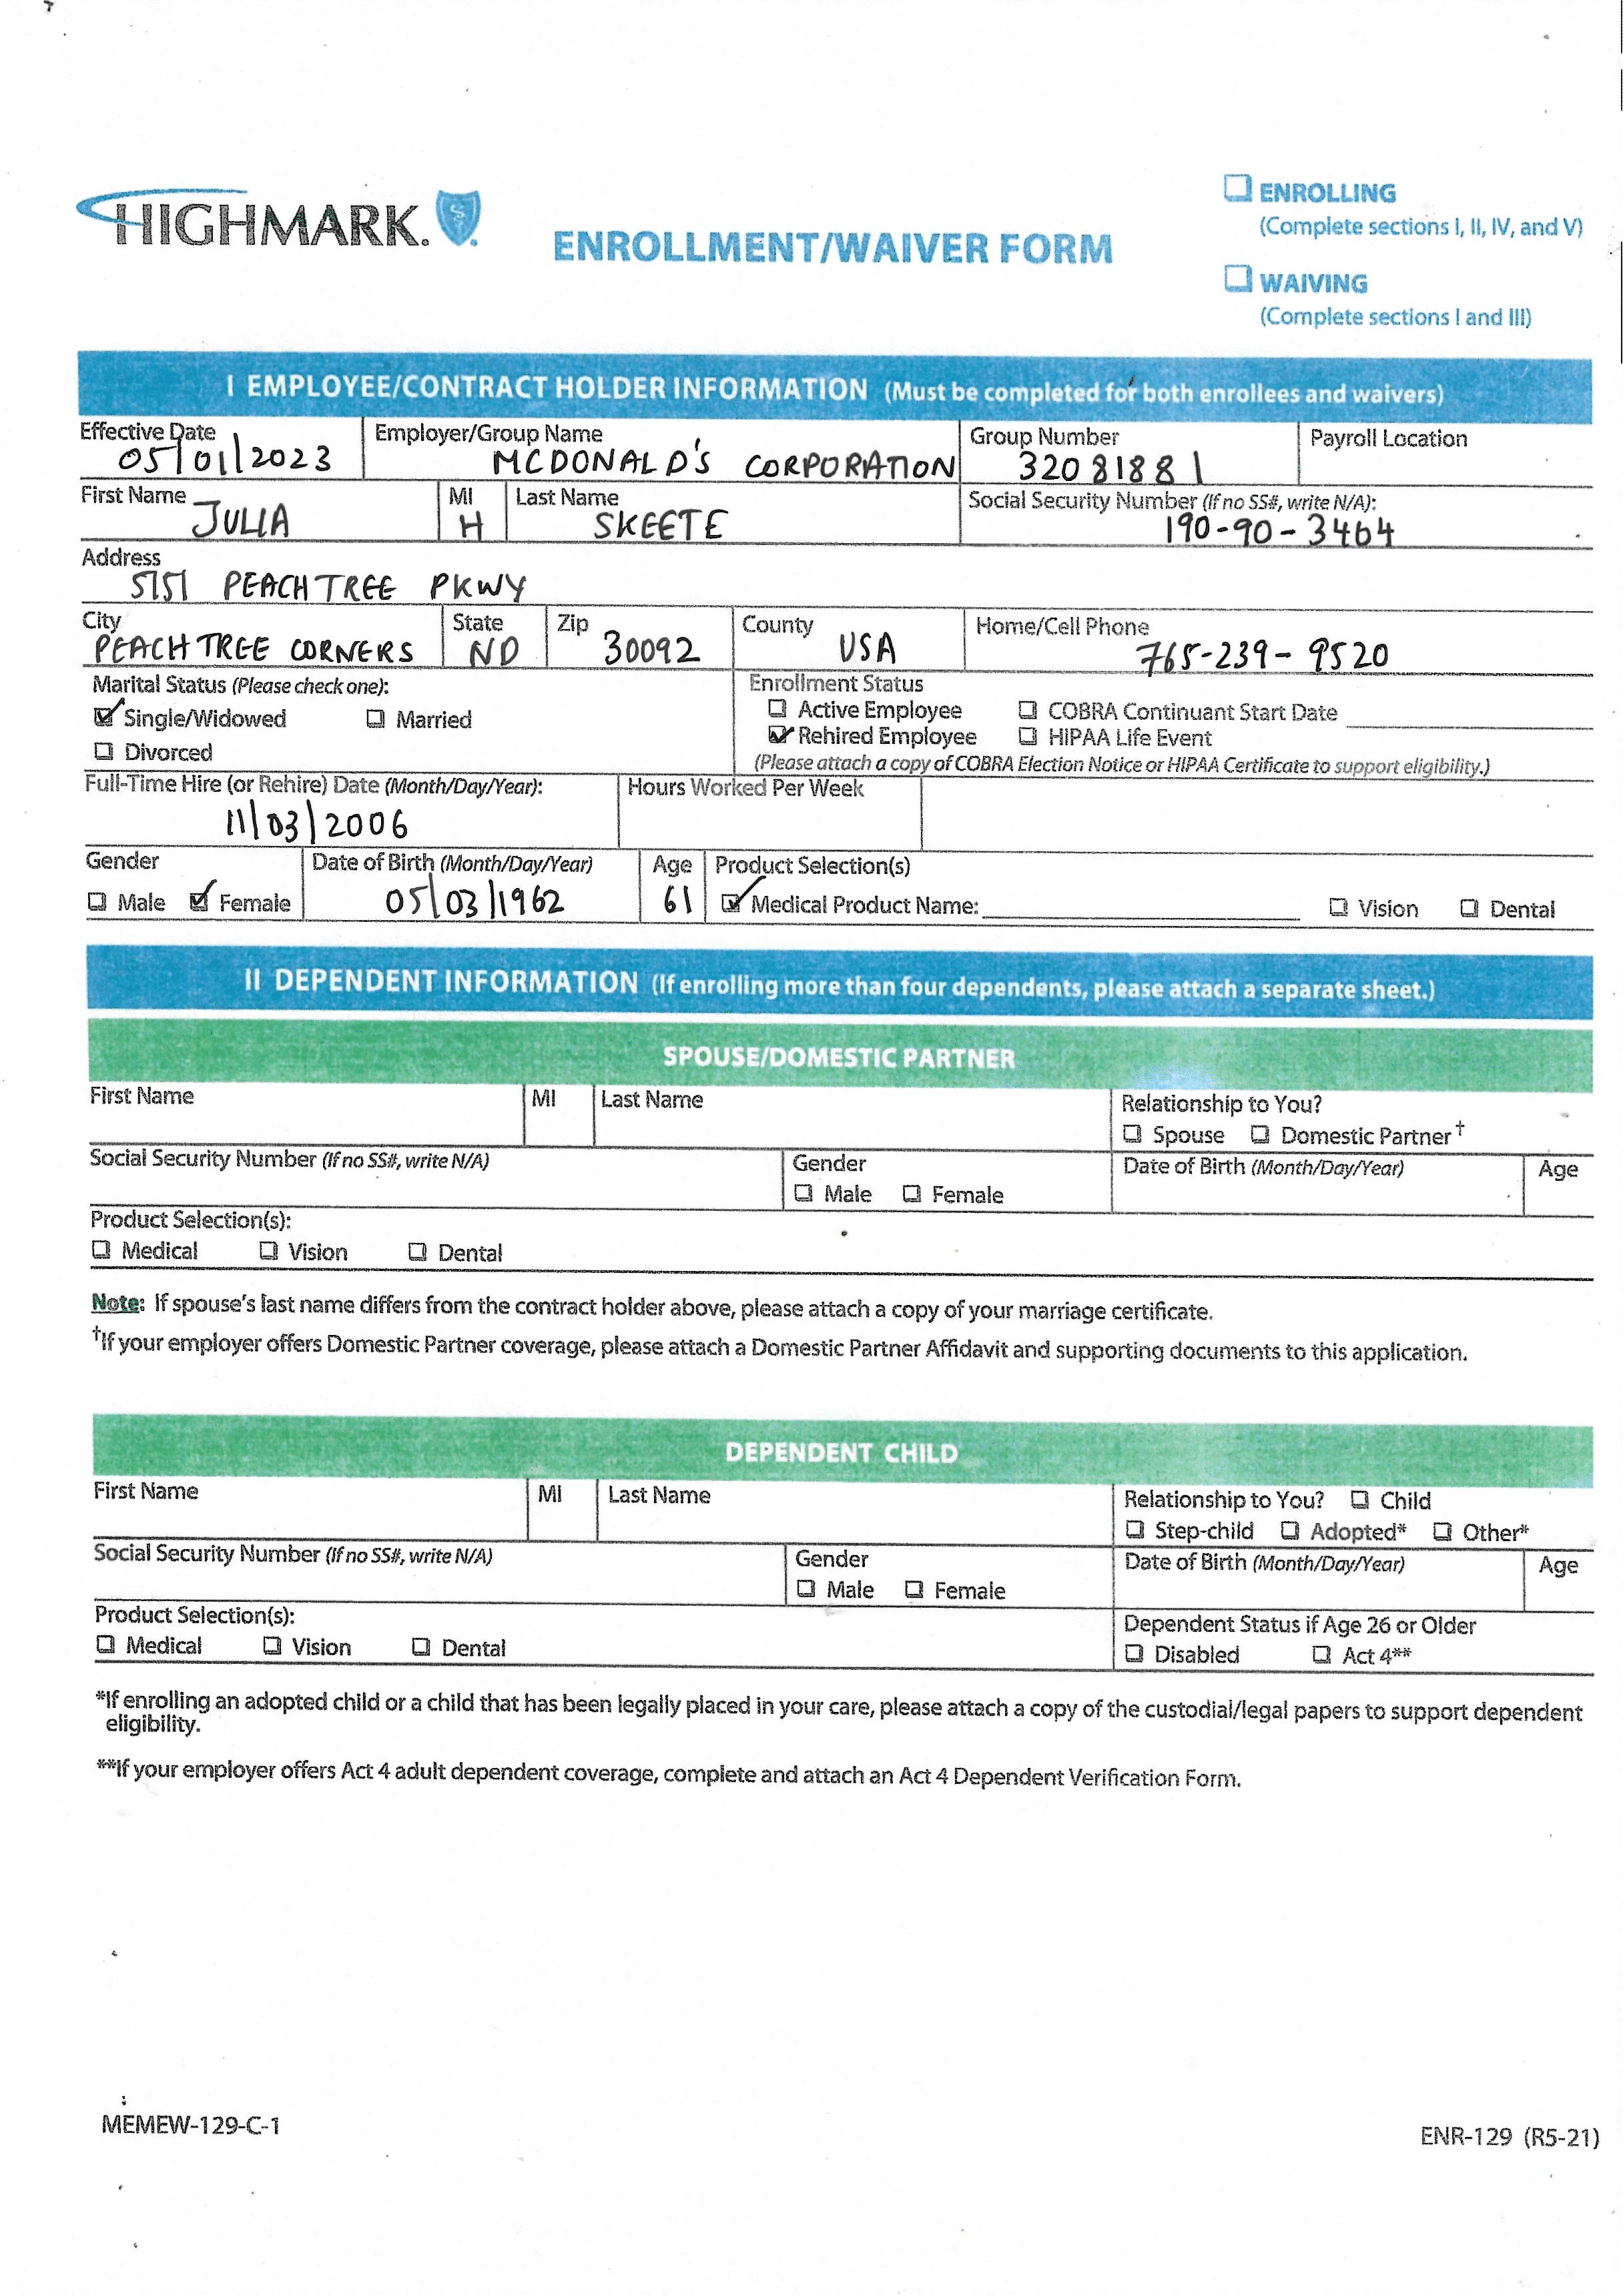 HIGHMARK.
ENROLLMENT/WAIVER FORM
ENROLLING
(Complete sections I, II, IV, and V)
WAIVING
(Complete sections I and III)
I EMPLOYEE/CONTRACT HOLDER INFORMATION (Must be completed for both enrollees and waivers)
Effective Date Employer/Group Name Group Number Payroll Location
05/01/2023 MCDONALD'S CORPORATION 32081881
First Name MI Last Name Social Security Number (If no SS#, write N/A):
JULIA H SKEETE 190-90-3464
Address
5151 PEACHTREE PKWY
City State Zip County Home/Cell Phone
PEACHTREE CORNERS ND 30092 USA 765-239-9520
Marital Status (Please check one): Enrollment Status
Single/Widowed Married Active Employee COBRA Continuant Start Date
Divorced Rehired Employee HIPAA Life Event
(Please attach a copy of COBRA Election Notice or HIPAA Certificate to support eligibility.)
Full-Time Hire (or Rehire) Date (Month/Day/Year): Hours Worked Per Week
11/03/2006
Gender Date of Birth (Month/Day/Year) Age Product Selection(s)
Male Female 05/03/1962 61 Medical Product Name: Vision Dental
II DEPENDENT INFORMATION (If enrolling more than four dependents, please attach a separate sheet.)
SPOUSE/DOMESTIC PARTNER
First Name MI Last Name Relationship to You?
Spouse Domestic Partner†
Social Security Number (If no SS#, write N/A) Gender Date of Birth (Month/Day/Year) Age
Male Female
Product Selection(s):
Medical Vision Dental
Note: If spouse's last name differs from the contract holder above, please attach a copy of your marriage certificate.
†If your employer offers Domestic Partner coverage, please attach a Domestic Partner Affidavit and supporting documents to this application.
DEPENDENT CHILD
First Name MI Last Name Relationship to You? Child
Step-child Adopted* Other*
Social Security Number (If no SS#, write N/A) Gender Date of Birth (Month/Day/Year) Age
Male Female
Product Selection(s): Dependent Status if Age 26 or Older
Medical Vision Dental Disabled Act 4**
*If enrolling an adopted child or a child that has been legally placed in your care, please attach a copy of the custodial/legal papers to support dependent
eligibility.
**If your employer offers Act 4 adult dependent coverage, complete and attach an Act 4 Dependent Verification Form.
MEMEW-129-C-1
ENR-129 (R5-21)